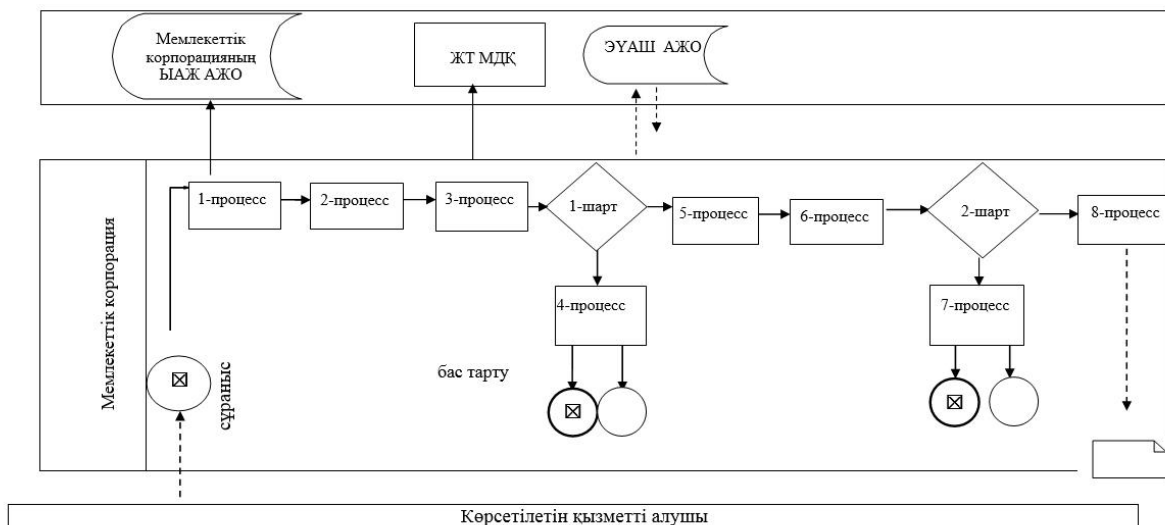 Мемлекеттік
корпорацияның
ЫАЖ АЖО
ЖТ МДҚ
ЭҮАШ АЖО
Мемлекеттік корпорация
1-процесс
2-процесс
3-процесс
1-шарт
5-процесс
6-процесс
2-шарт
8-процесс
4-процесс
7-процесс
бас тарту
сұраныс
Көрсетілетін қызметті алушы